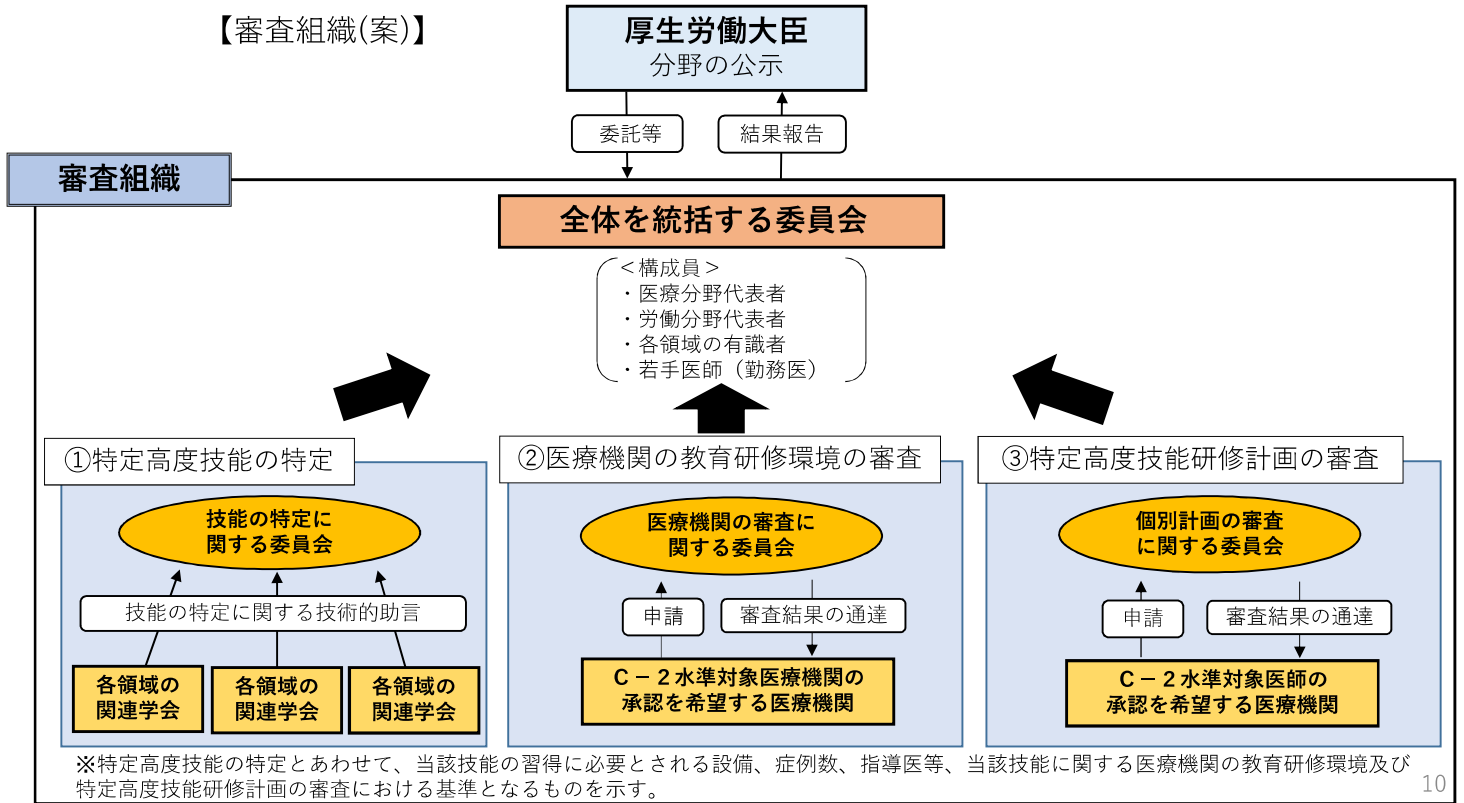 【審査組織(案)】
厚生労働大臣
分野の公示
委託等
結果報告
審査組織
全体を統括する委員会
＜構成員＞
・医療分野代表者
・労働分野代表者
・各領域の有識者
・若手医師（勤務医）
①特定高度技能の特定
技能の特定に
関する委員会
技能の特定に関する技術的助言
各領域の
関連学会
各領域の
関連学会
各領域の
関連学会
②医療機関の教育研修環境の審査
医療機関の審査に
関する委員会
申請
審査結果の通達
C－２水準対象医療機関の
承認を希望する医療機関
③特定高度技能研修計画の審査
個別計画の審査
に関する委員会
申請
審査結果の通達
C－２水準対象医師の
承認を希望する医療機関
※特定高度技能の特定とあわせて、当該技能の習得に必要とされる設備、症例数、指導医等、当該技能に関する医療機関の教育研修環境及び
特定高度技能研修計画の審査における基準となるものを示す。
10